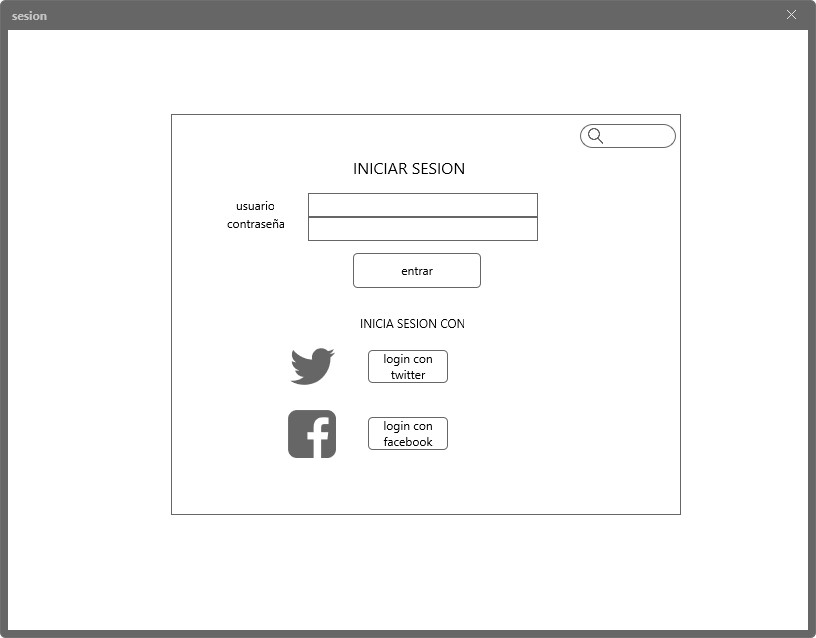 sesion
INICIAR SESION
usuario
contraseña
entrar
INICIA SESION CON
login con
twitter
login con
facebook